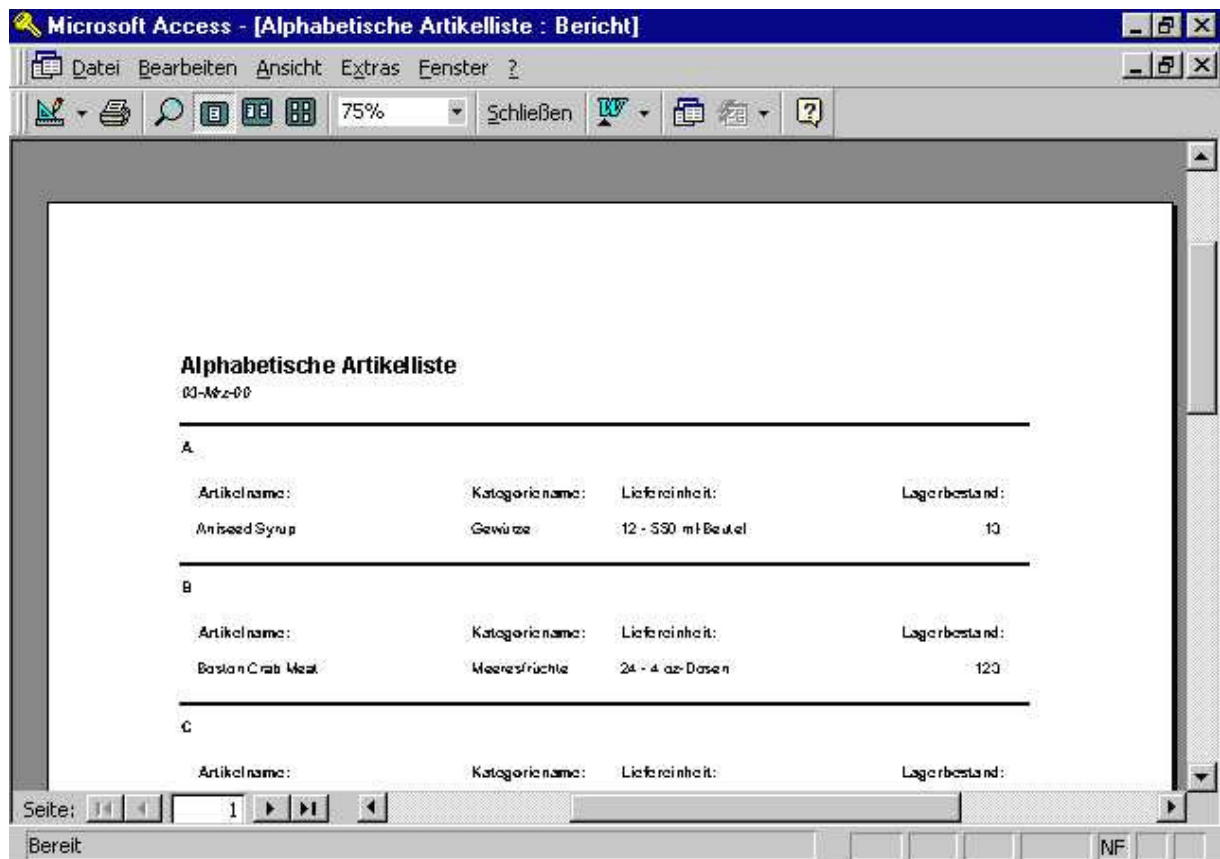 Microsoft Access - [Alphabetische Artikelliste : Bericht]
Datei Bearbeiten Ansicht Extras Fenster ?
75% Schließen
Alphabetische Artikelliste
A
Artikelname: Kategoriename: Liefereinheit: Lagerbestand:
Aniseed Syrup Gewürze 12 - 550 ml-Beutel 13
B
Artikelname: Kategoriename: Liefereinheit: Lagerbestand:
Boston Crab Meat Meeresfrüchte 24 - 4 oz-Dosen 123
C
Artikelname: Kategoriename: Liefereinheit: Lagerbestand:
Seite: 1
Bereit NF